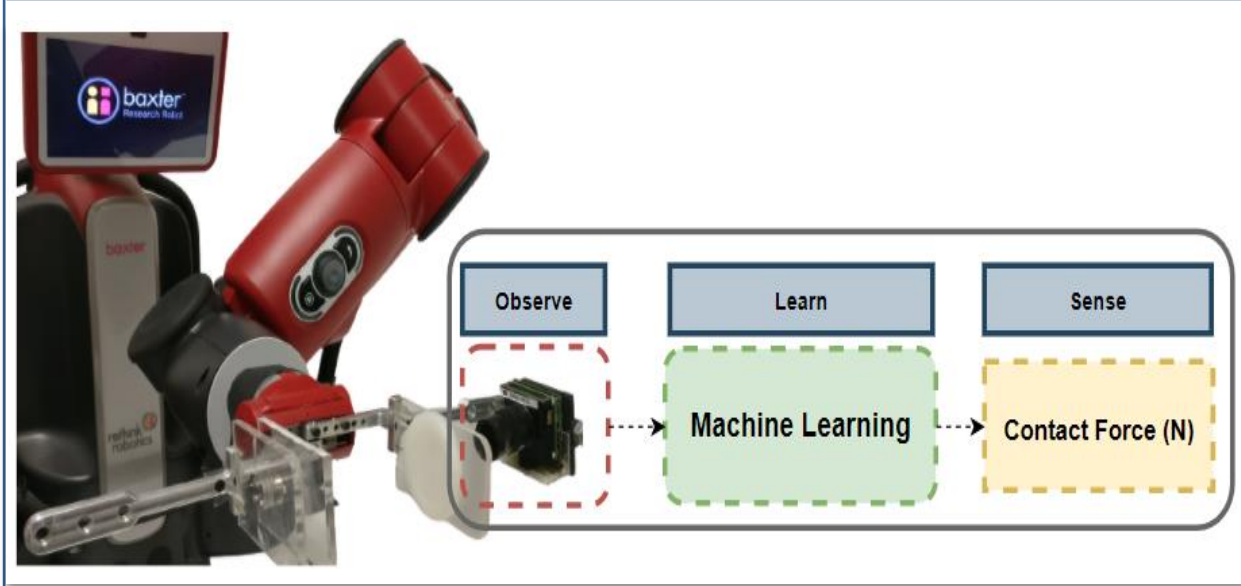 baxter
Research Robot
baxter
rethink
robotics
Observe
Learn
Sense
Machine Learning
Contact Force (N)